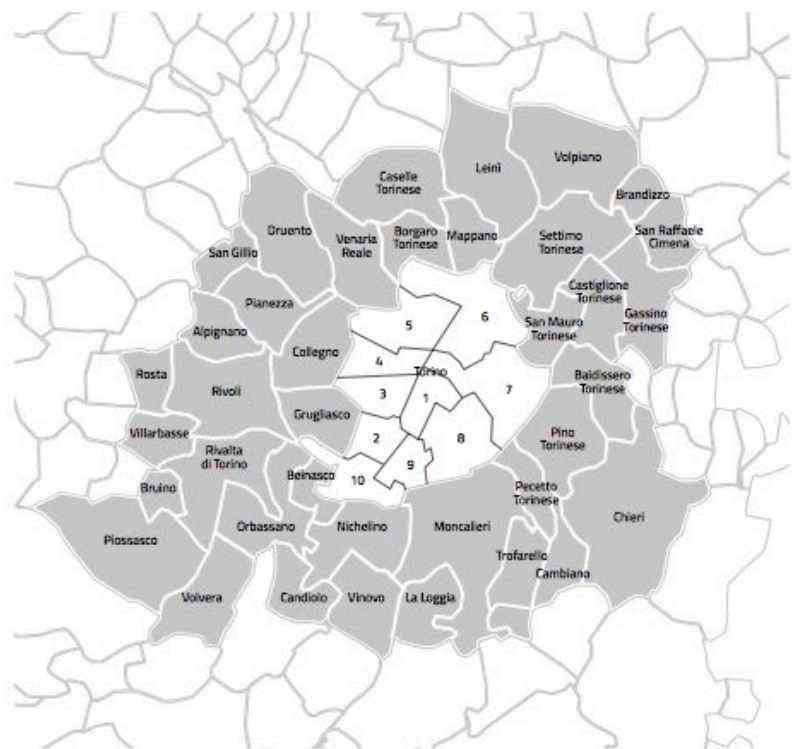 Volpiano
Leinì
Caselle
Torinese
Brandizzo
Druento
Venaria
Reale
Borgaro
Torinese
Mappano
Settimo
Torinese
San Raffaele
Cimena
San Gillio
Pianezza
Castiglione
Torinese
Gassino
Torinese
San Mauro
Torinese
Alpignano
Collegno
5
6
4
Torino
3
1
7
Rosta
Rivoli
Baldissero
Torinese
Grugliasco
Villarbasse
2
8
Pino
Torinese
Rivalta
di Torino
Beinasco
9
10
Bruino
Pecetto
Torinese
Chieri
Piossasco
Orbassano
Nichelino
Moncalieri
Trofarello
Cambiano
Volvera
Candiolo
Vinovo
La Loggia